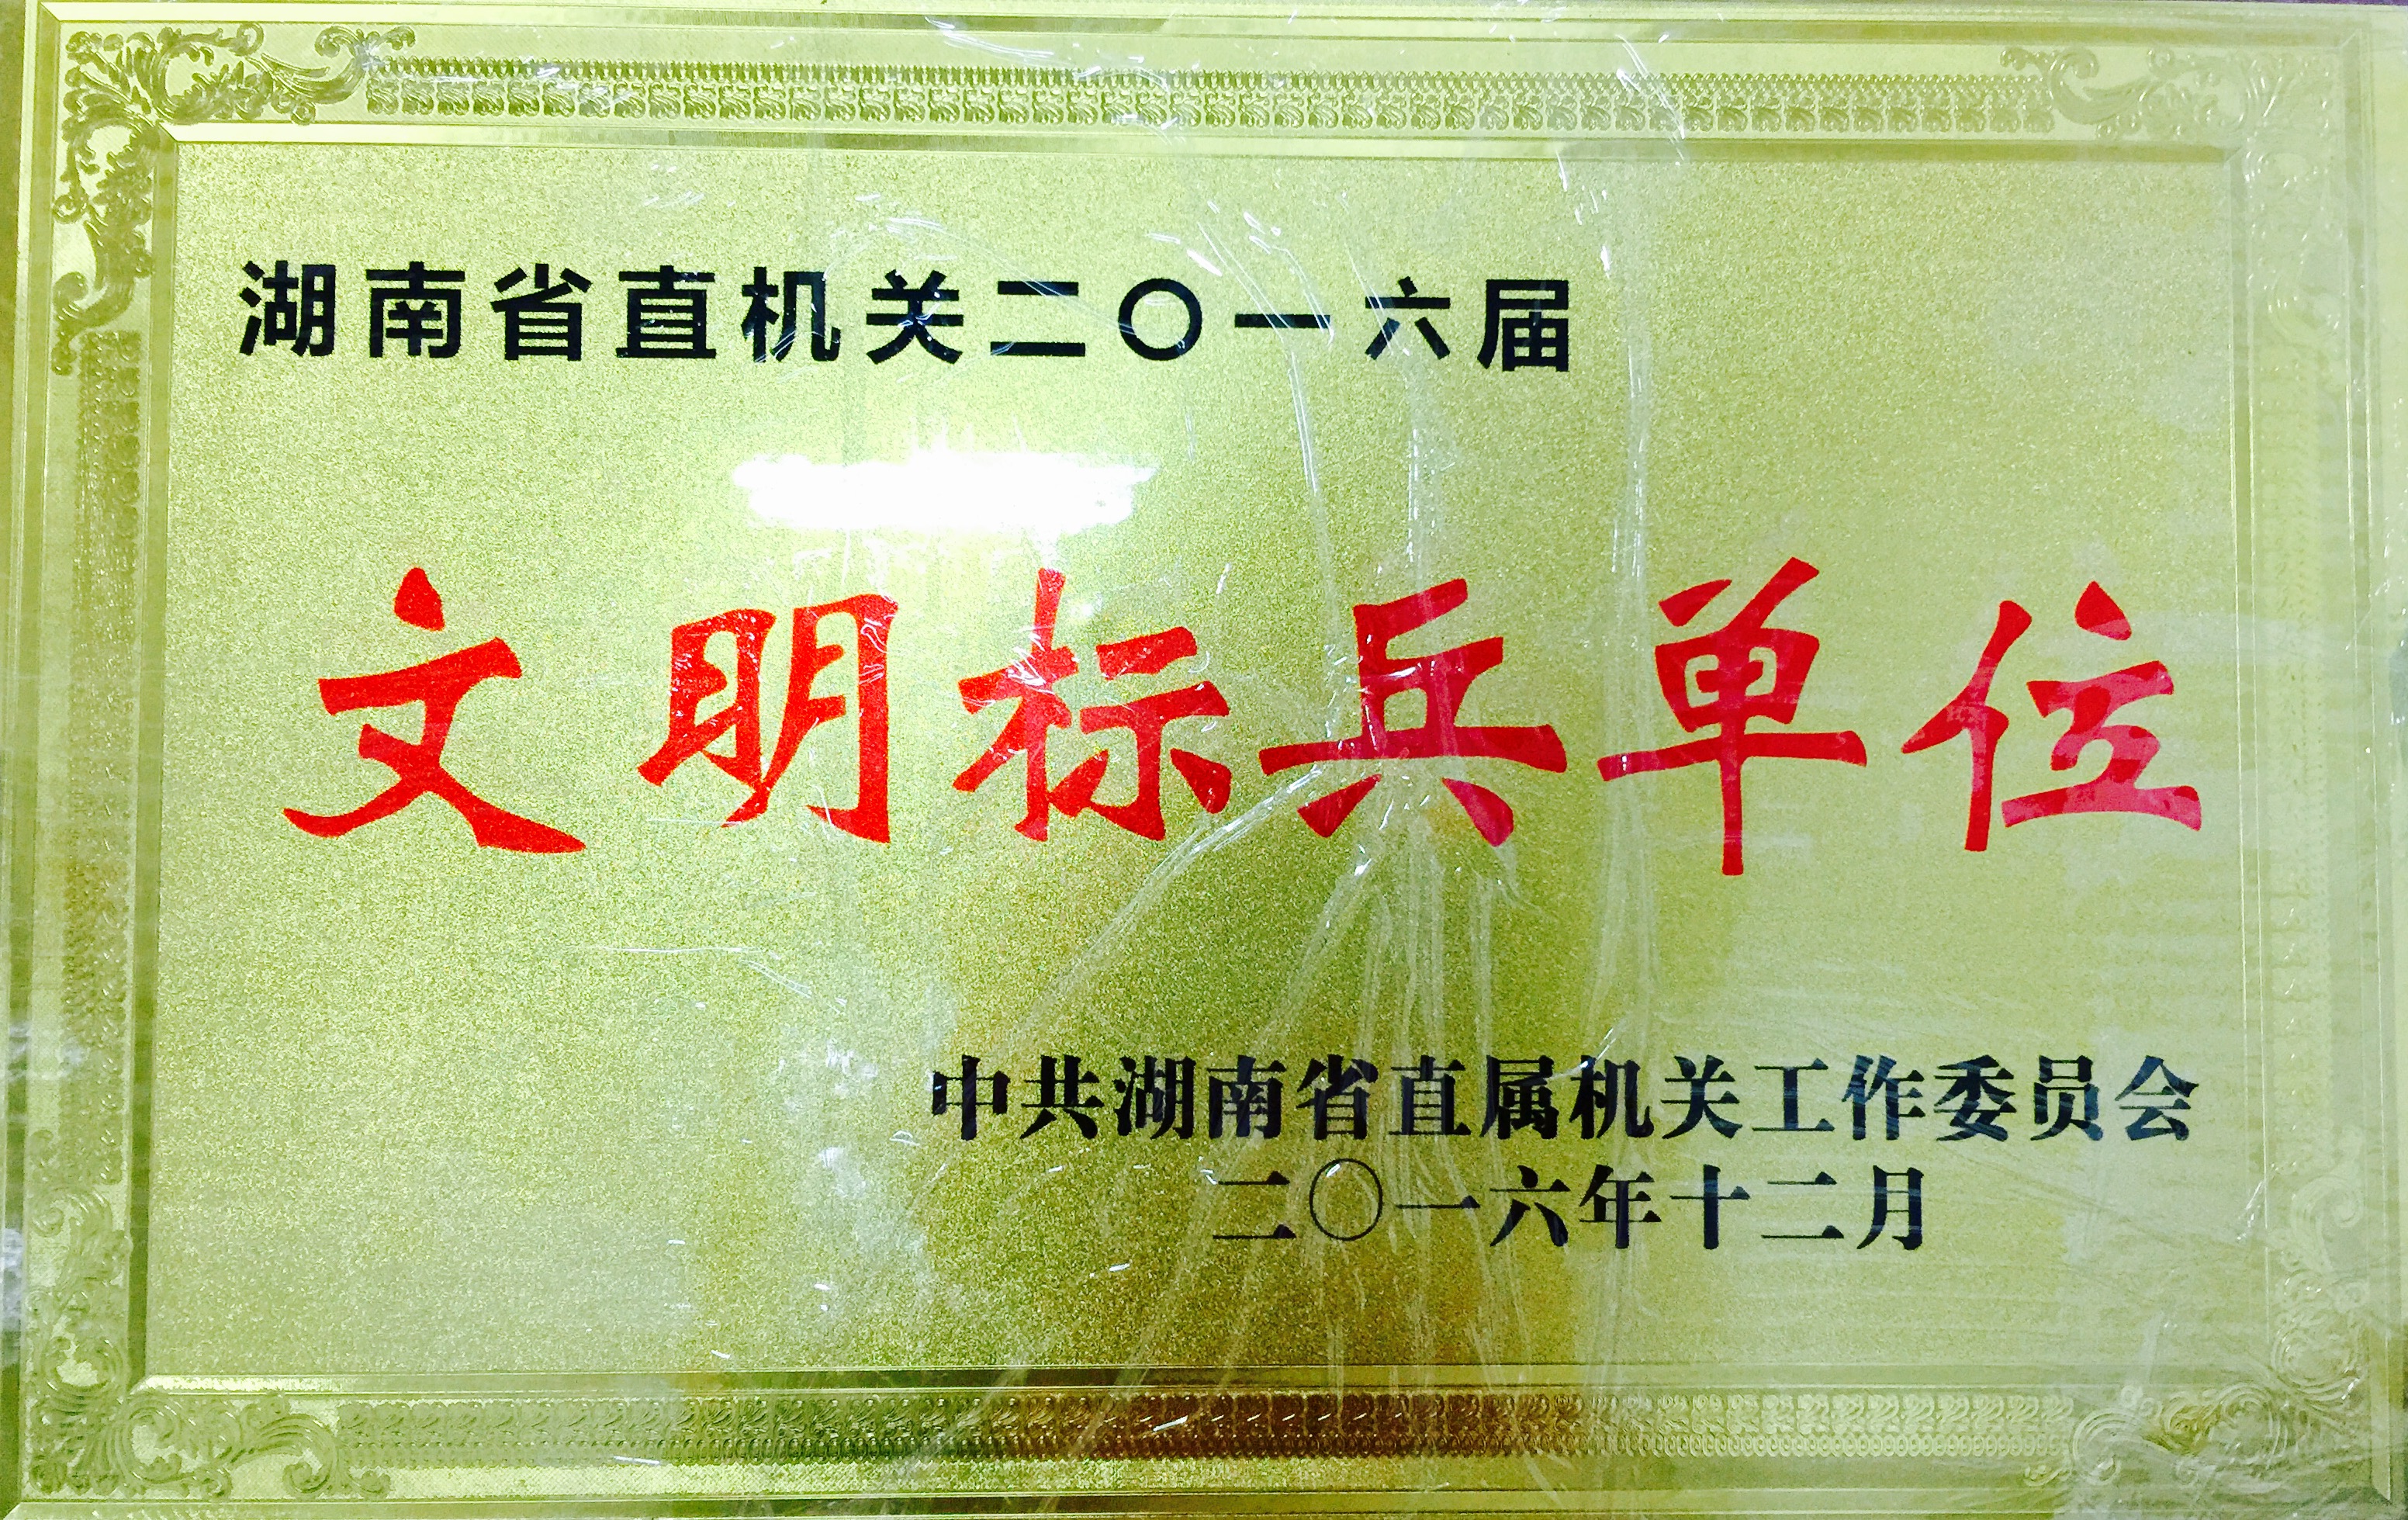 湖南省直机关二〇一六届
文明标兵单位
中共湖南省直属机关工作委员会
二〇一六年十二月